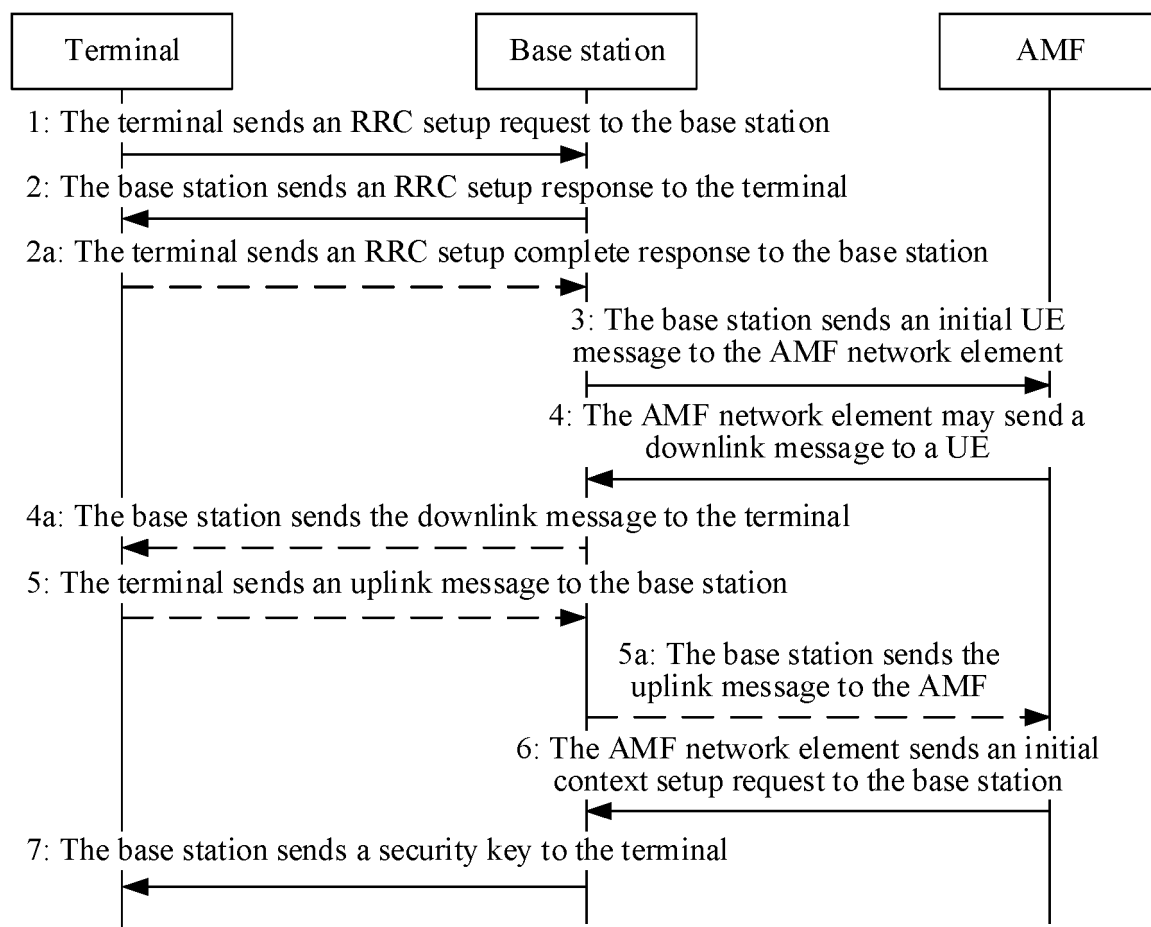 Terminal
Base station
AMF
1: The terminal sends an RRC setup request to the base station
2: The base station sends an RRC setup response to the terminal
2a: The terminal sends an RRC setup complete response to the base station
3: The base station sends an initial UE
message to the AMF network element
4: The AMF network element may send a
downlink message to a UE
4a: The base station sends the downlink message to the terminal
5: The terminal sends an uplink message to the base station
5a: The base station sends the
uplink message to the AMF
6: The AMF network element sends an initial
context setup request to the base station
7: The base station sends a security key to the terminal